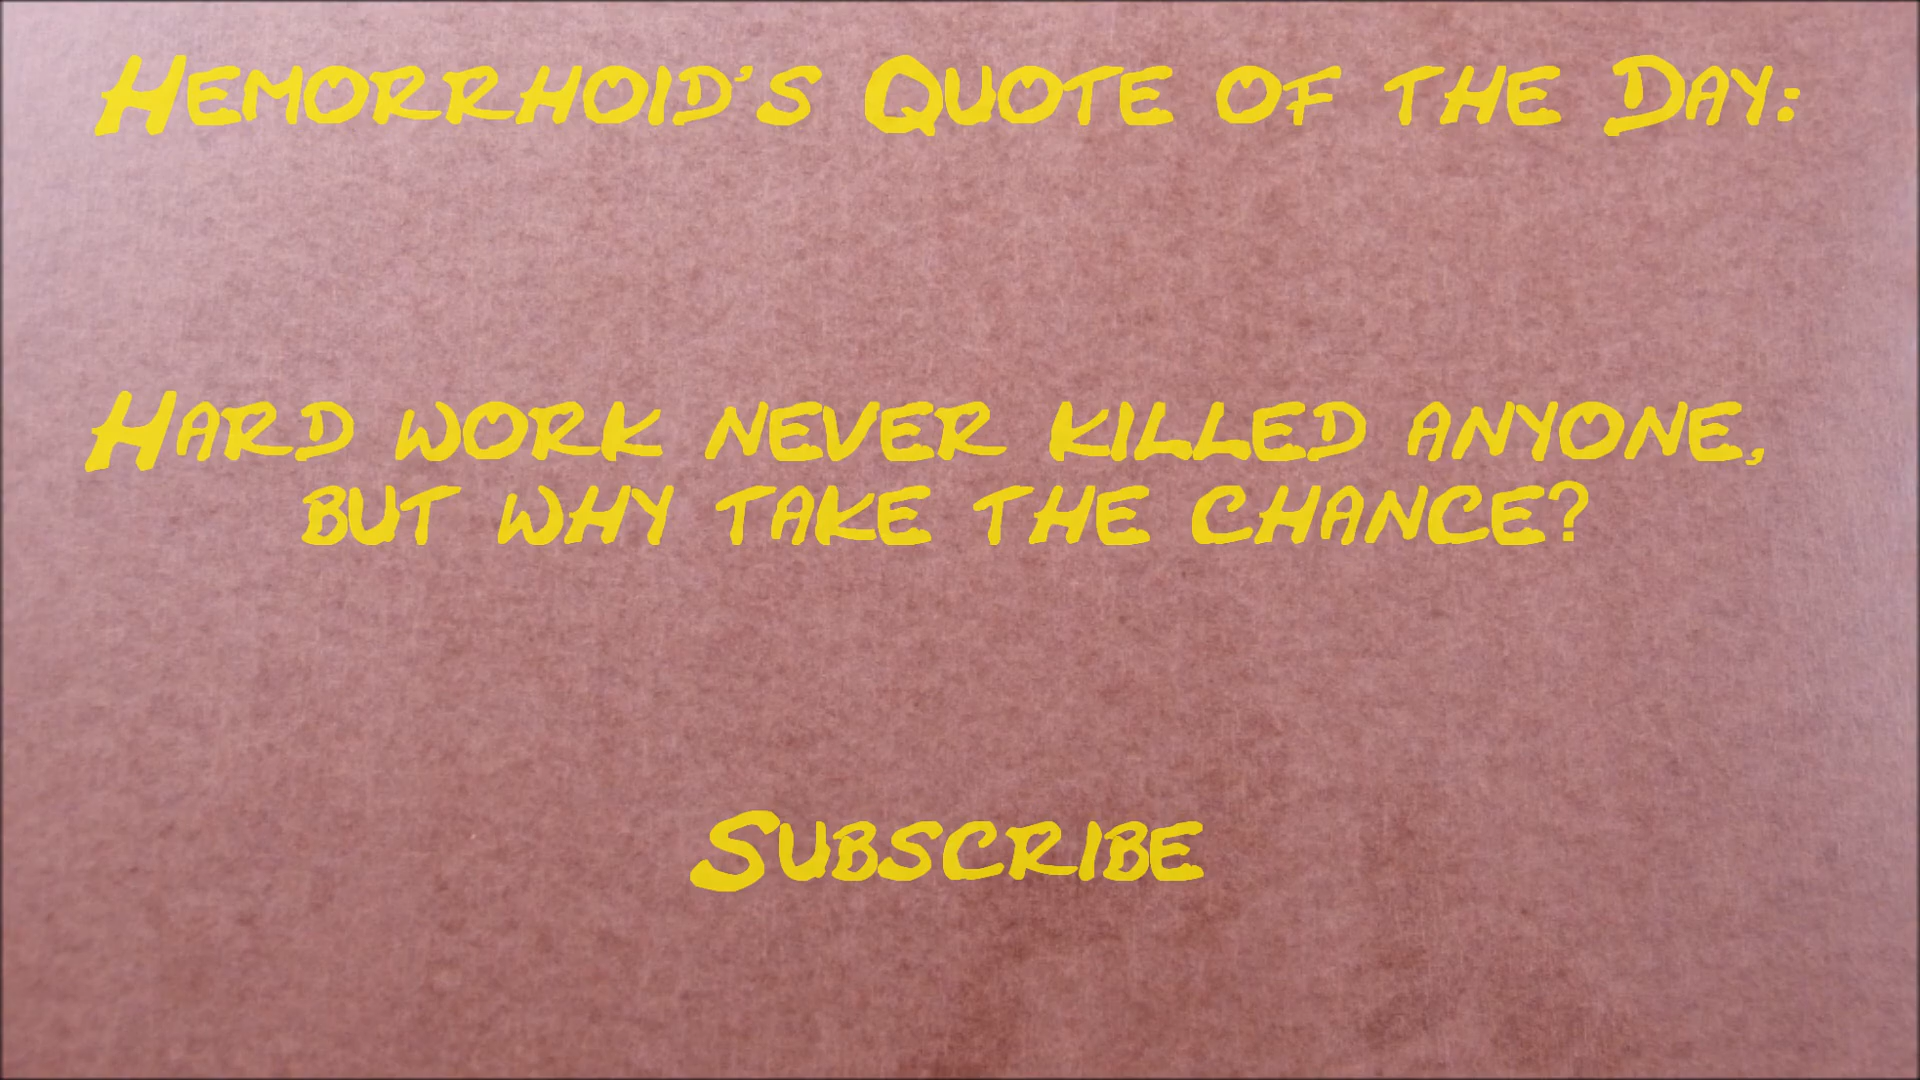 Hemorrhoid's Quote of the Day:
Hard work never killed anyone,
but why take the chance?
Subscribe